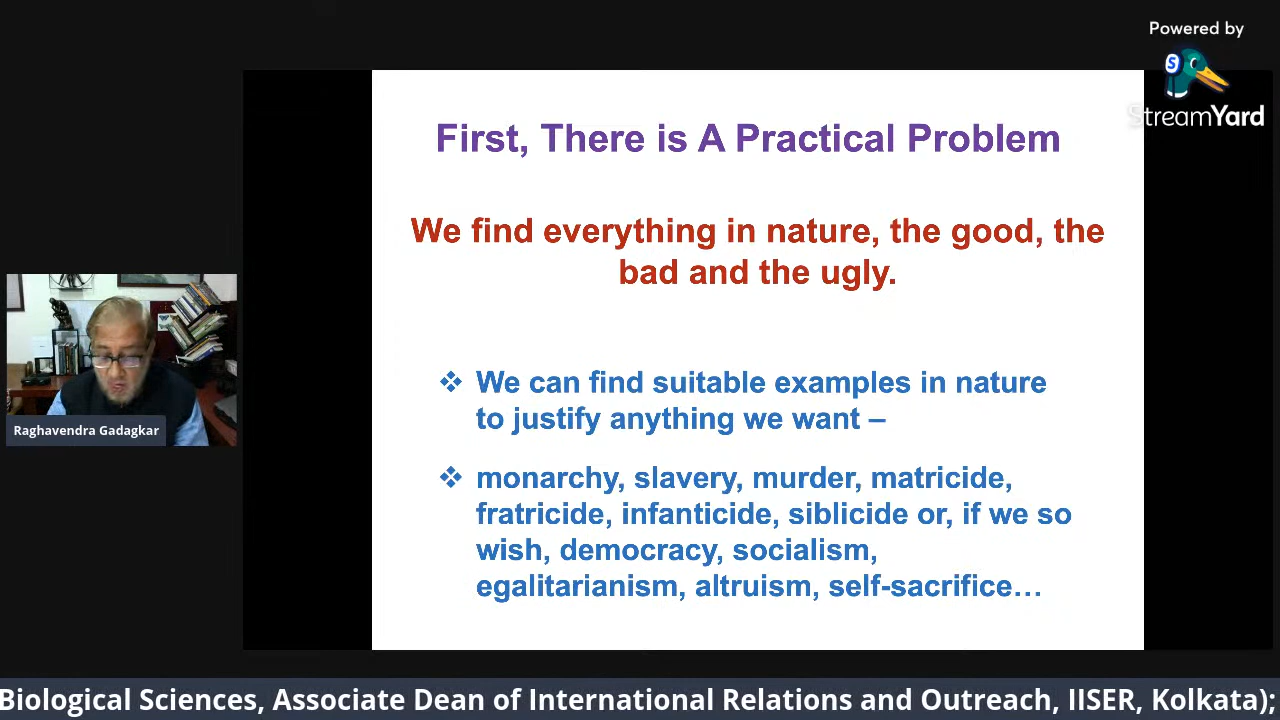 Powered by
StreamYard
First, There is A Practical Problem
We find everything in nature, the good, the
bad and the ugly.
❖ We can find suitable examples in nature
to justify anything we want –
❖ monarchy, slavery, murder, matricide,
fratricide, infanticide, siblicide or, if we so
wish, democracy, socialism,
egalitarianism, altruism, self-sacrifice…
Raghavendra Gadagkar
Biological Sciences, Associate Dean of International Relations and Outreach, IISER, Kolkata);